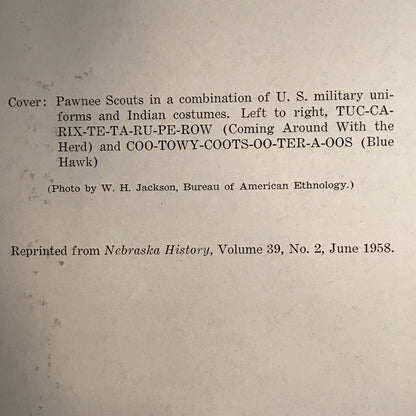 Cover: Pawnee Scouts in a combination of U. S. military uni-
forms and Indian costumes. Left to right, TUC-CA-
RIX-TE-TA-RU-PE-ROW (Coming Around With the
Herd) and COO-TOWY-COOTS-OO-TER-A-OOS (Blue
Hawk)
(Photo by W. H. Jackson, Bureau of American Ethnology.)
Reprinted from Nebraska History, Volume 39, No. 2, June 1958.